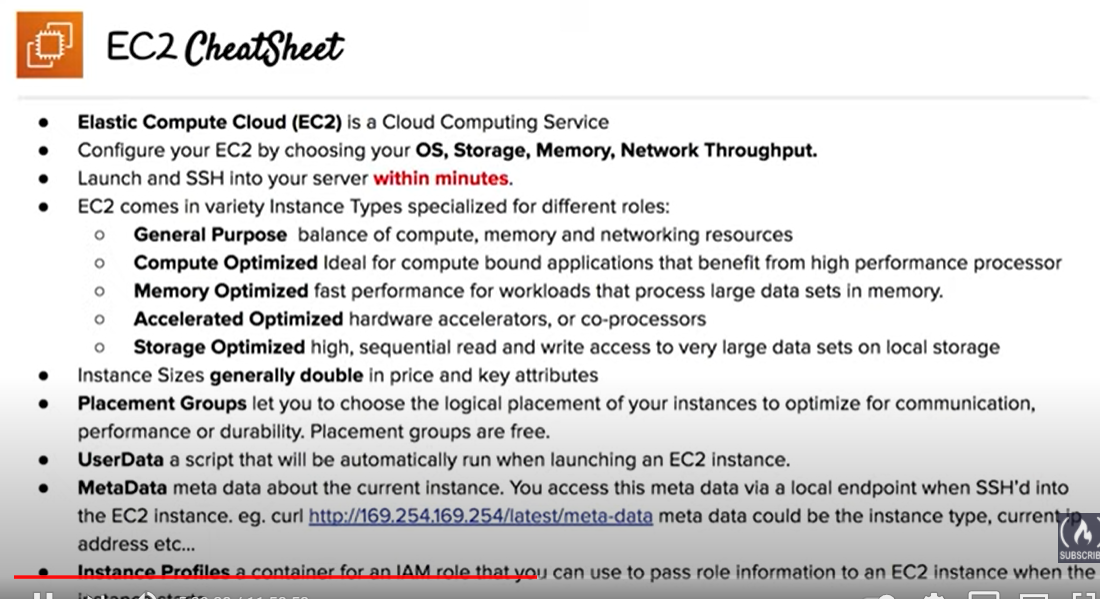 EC2 CheatSheet
● Elastic Compute Cloud (EC2) is a Cloud Computing Service
● Configure your EC2 by choosing your OS, Storage, Memory, Network Throughput.
● Launch and SSH into your server within minutes.
● EC2 comes in variety Instance Types specialized for different roles:
○ General Purpose balance of compute, memory and networking resources
○ Compute Optimized Ideal for compute bound applications that benefit from high performance processor
○ Memory Optimized fast performance for workloads that process large data sets in memory.
○ Accelerated Optimized hardware accelerators, or co-processors
○ Storage Optimized high, sequential read and write access to very large data sets on local storage
● Instance Sizes generally double in price and key attributes
● Placement Groups let you to choose the logical placement of your instances to optimize for communication,
performance or durability. Placement groups are free.
● UserData a script that will be automatically run when launching an EC2 instance.
● MetaData meta data about the current instance. You access this meta data via a local endpoint when SSH'd into
the EC2 instance. eg. curl http://169.254.169.254/latest/meta-data meta data could be the instance type, current ip
address etc...
SUBSCRIB
● Instance Profiles a container for an IAM role that you can use to pass role information to an EC2 instance when the